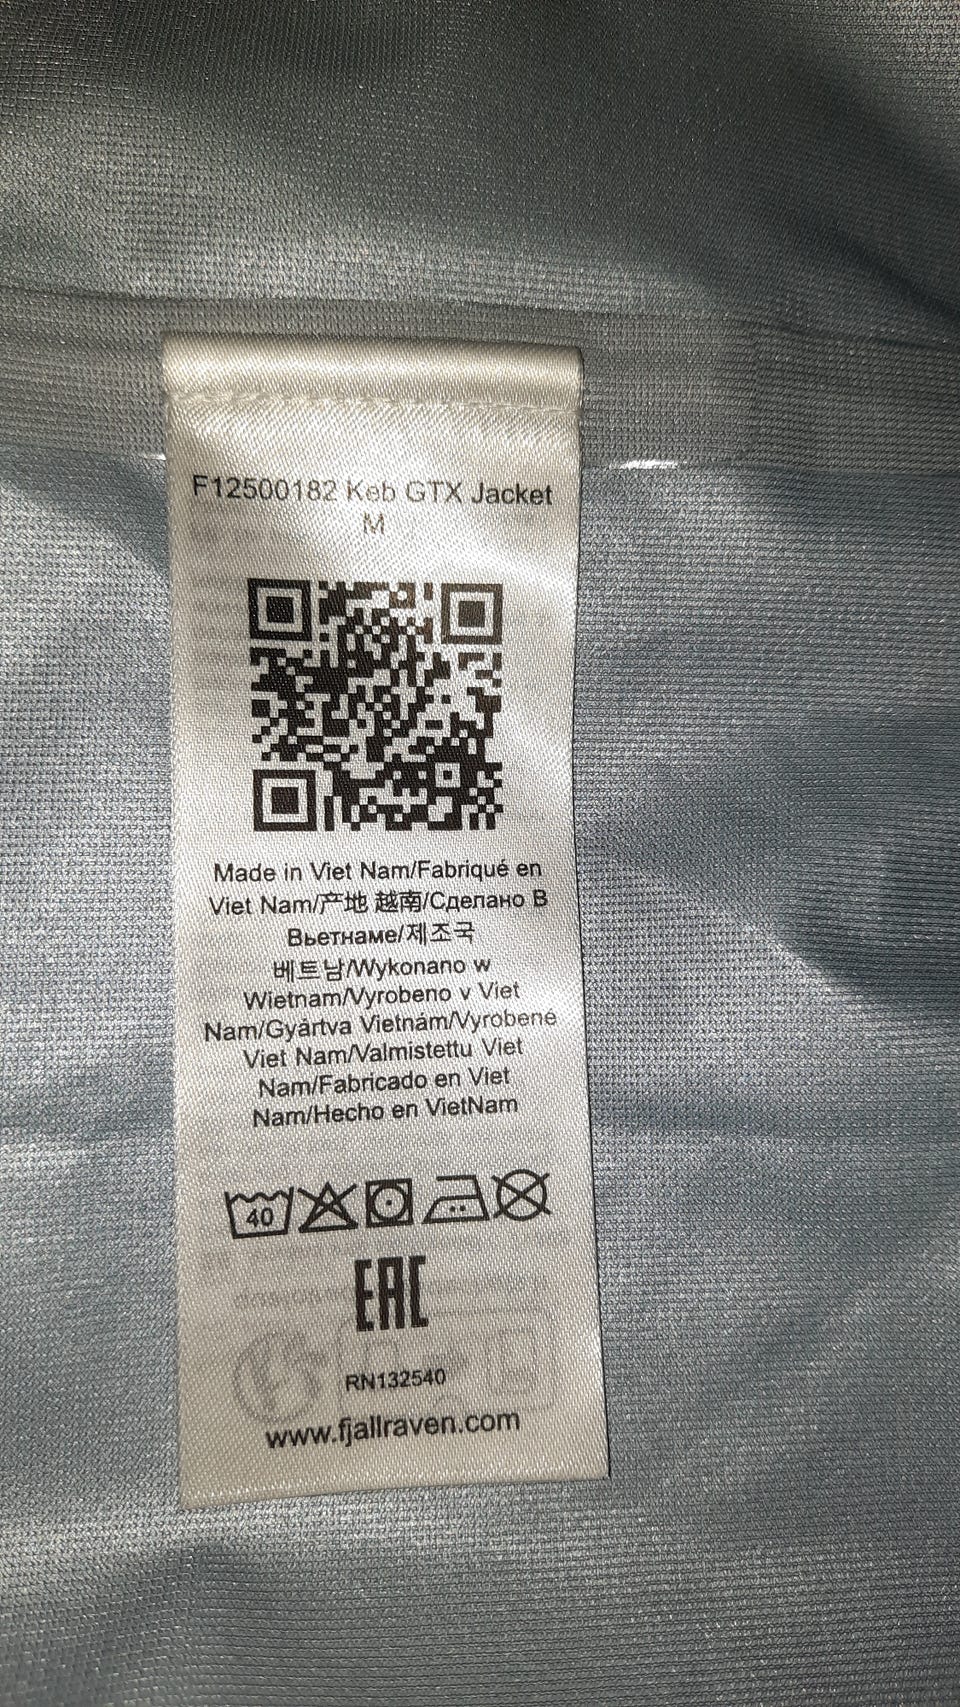 F12500182 Keb GTX Jacket
M
Made in Viet Nam/Fabriqué en
Viet Nam/产地 越南/Сделано В
Вьетнаме/제조국
베트남/Wykonano w
Wietnam/Vyrobeno v Viet
Nam/Gyártva Vietnám/Vyrobene
Viet Nam/Valmistettu Viet
Nam/Fabricado en Viet
Nam/Hecho en VietNam
40
EAC
RN132540
www.fjallraven.com